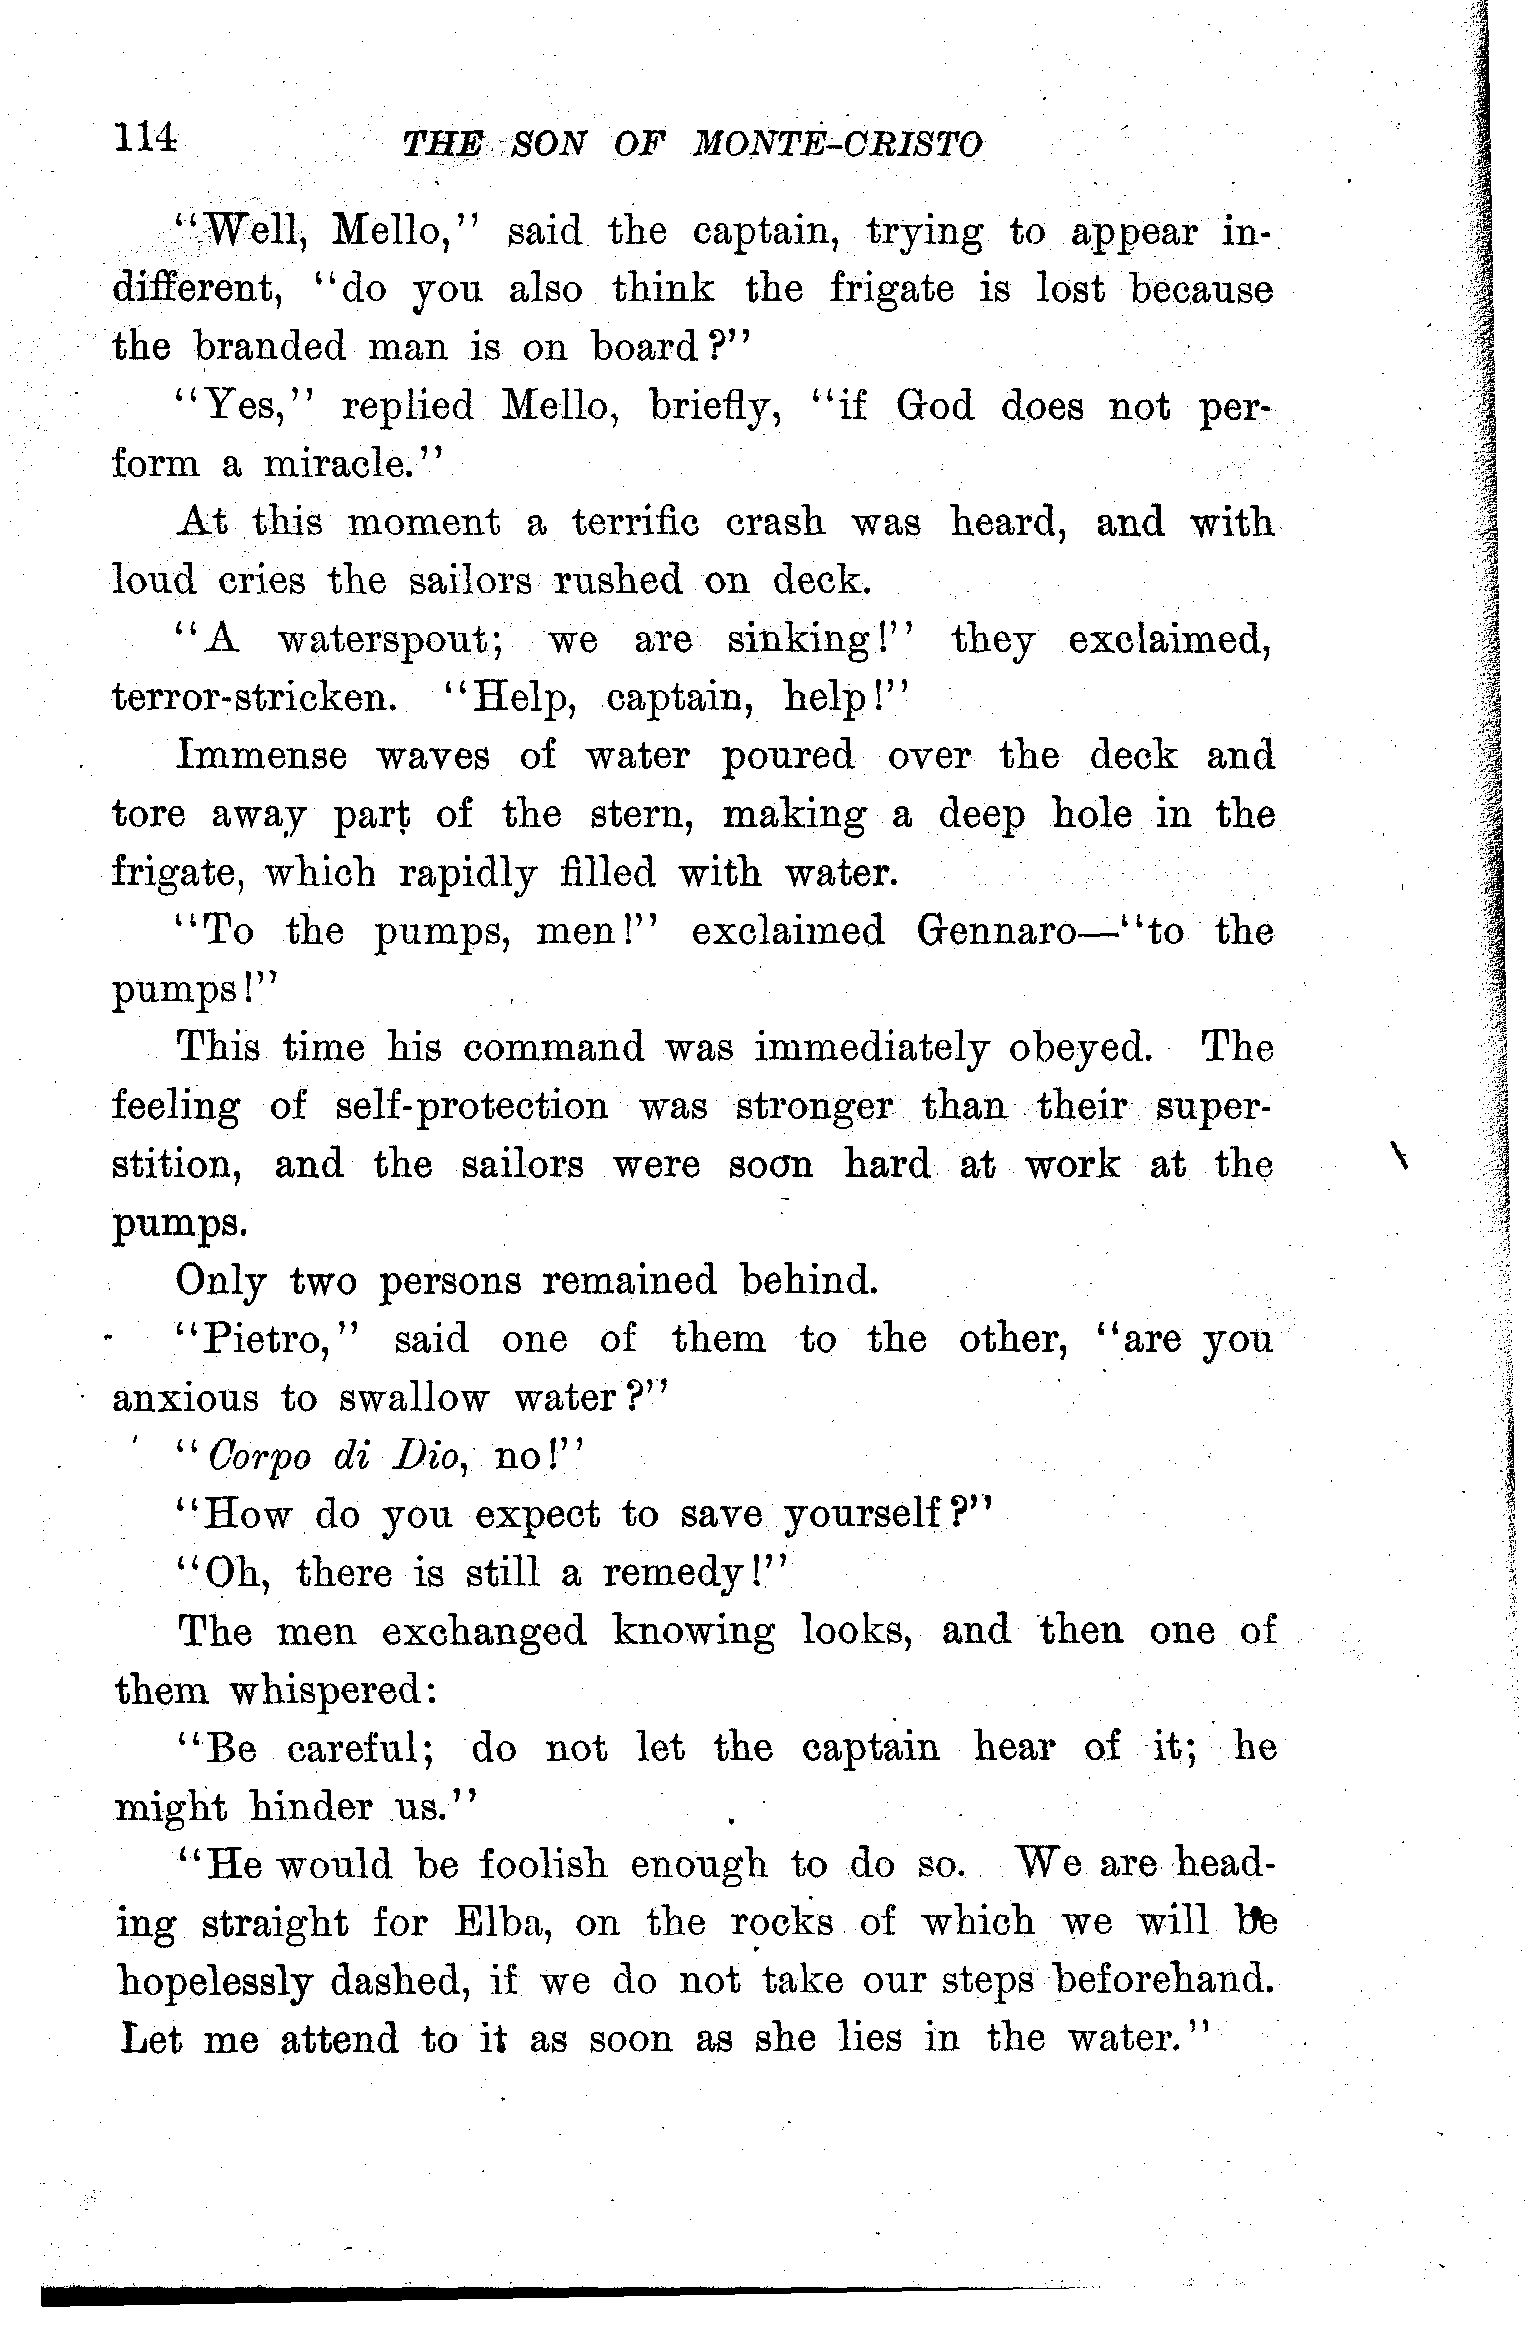 114 THE SON OF MONTE-CRISTO
"Well, Mello," said the captain, trying to appear in-
different, "do you also think the frigate is lost because
the branded man is on board?"
"Yes," replied Mello, briefly, "if God does not per-
form a miracle."
At this moment a terrific crash was heard, and with
loud cries the sailors rushed on deck.
"A waterspout; we are sinking!" they exclaimed,
terror-stricken. "Help, captain, help!"
Immense waves of water poured over the deck and
tore away part of the stern, making a deep hole in the
frigate, which rapidly filled with water.
"To the pumps, men!" exclaimed Gennaro—"to the
pumps!"
This time his command was immediately obeyed. The
feeling of self-protection was stronger than their super-
stition, and the sailors were soon hard at work at the
pumps.
Only two persons remained behind.
"Pietro," said one of them to the other, "are you
anxious to swallow water?"
"Corpo di Dio, no!"
"How do you expect to save yourself?"
"Oh, there is still a remedy!"
The men exchanged knowing looks, and then one of
them whispered:
"Be careful; do not let the captain hear of it; he
might hinder us."
"He would be foolish enough to do so. We are head-
ing straight for Elba, on the rocks of which we will be
hopelessly dashed, if we do not take our steps beforehand.
Let me attend to it as soon as she lies in the water."